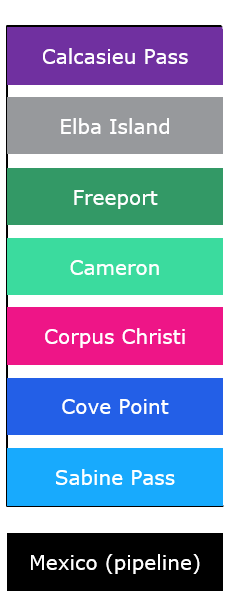 Calcasieu Pass
Elba Island
Freeport
Cameron
Corpus Christi
Cove Point
Sabine Pass
Mexico (pipeline)